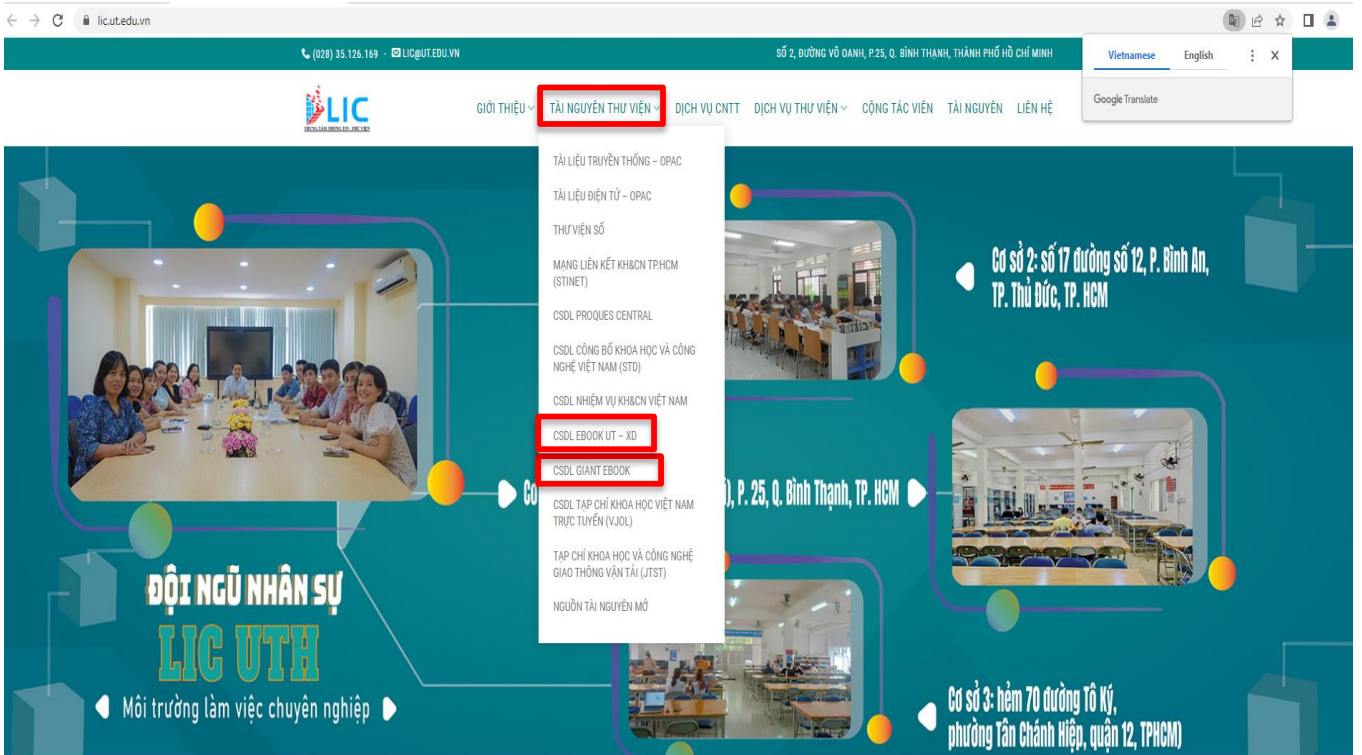 lic.ut.edu.vn
(028) 35.126.169 - LIC@UT.EDU.VN
SỐ 2, ĐƯỜNG VÕ OANH, P.25, Q. BÌNH THẠNH, THÀNH PHỐ HỒ CHÍ MINH
Vietnamese English
Google Translate
LIC
TRUNG TÂM THÔNG TIN - THƯ VIỆN
GIỚI THIỆU TÀI NGUYÊN THƯ VIỆN DỊCH VỤ CNTT DỊCH VỤ THƯ VIỆN CỘNG TÁC VIÊN TÀI NGUYÊN LIÊN HỆ
TÀI LIỆU TRUYỀN THỐNG – OPAC
TÀI LIỆU ĐIỆN TỬ – OPAC
THƯ VIỆN SỐ
MẠNG LIÊN KẾT KH&CN TP.HCM
(STINET)
CSDL PROQUES CENTRAL
CSDL CÔNG BỐ KHOA HỌC VÀ CÔNG
NGHỆ VIỆT NAM (STD)
CSDL NHIỆM VỤ KH&CN VIỆT NAM
CSDL EBOOK UT – XD
CSDL GIANT EBOOK
CSDL TẠP CHÍ KHOA HỌC VIỆT NAM
TRỰC TUYẾN (VJOL)
TẠP CHÍ KHOA HỌC VÀ CÔNG NGHỆ
GIAO THÔNG VẬN TẢI (JTST)
NGUỒN TÀI NGUYÊN MỞ
Cơ sở 2: số 17 đường số 12, P. Bình An,
TP. Thủ Đức, TP. HCM
P. 25, Q. Bình Thạnh, TP. HCM
ĐỘI NGŨ NHÂN SỰ
LIC UTH
Môi trường làm việc chuyên nghiệp
Cơ sở 3: hẻm 70 đường Tô Ký,
phường Tân Chánh Hiệp, quận 12, TPHCM)